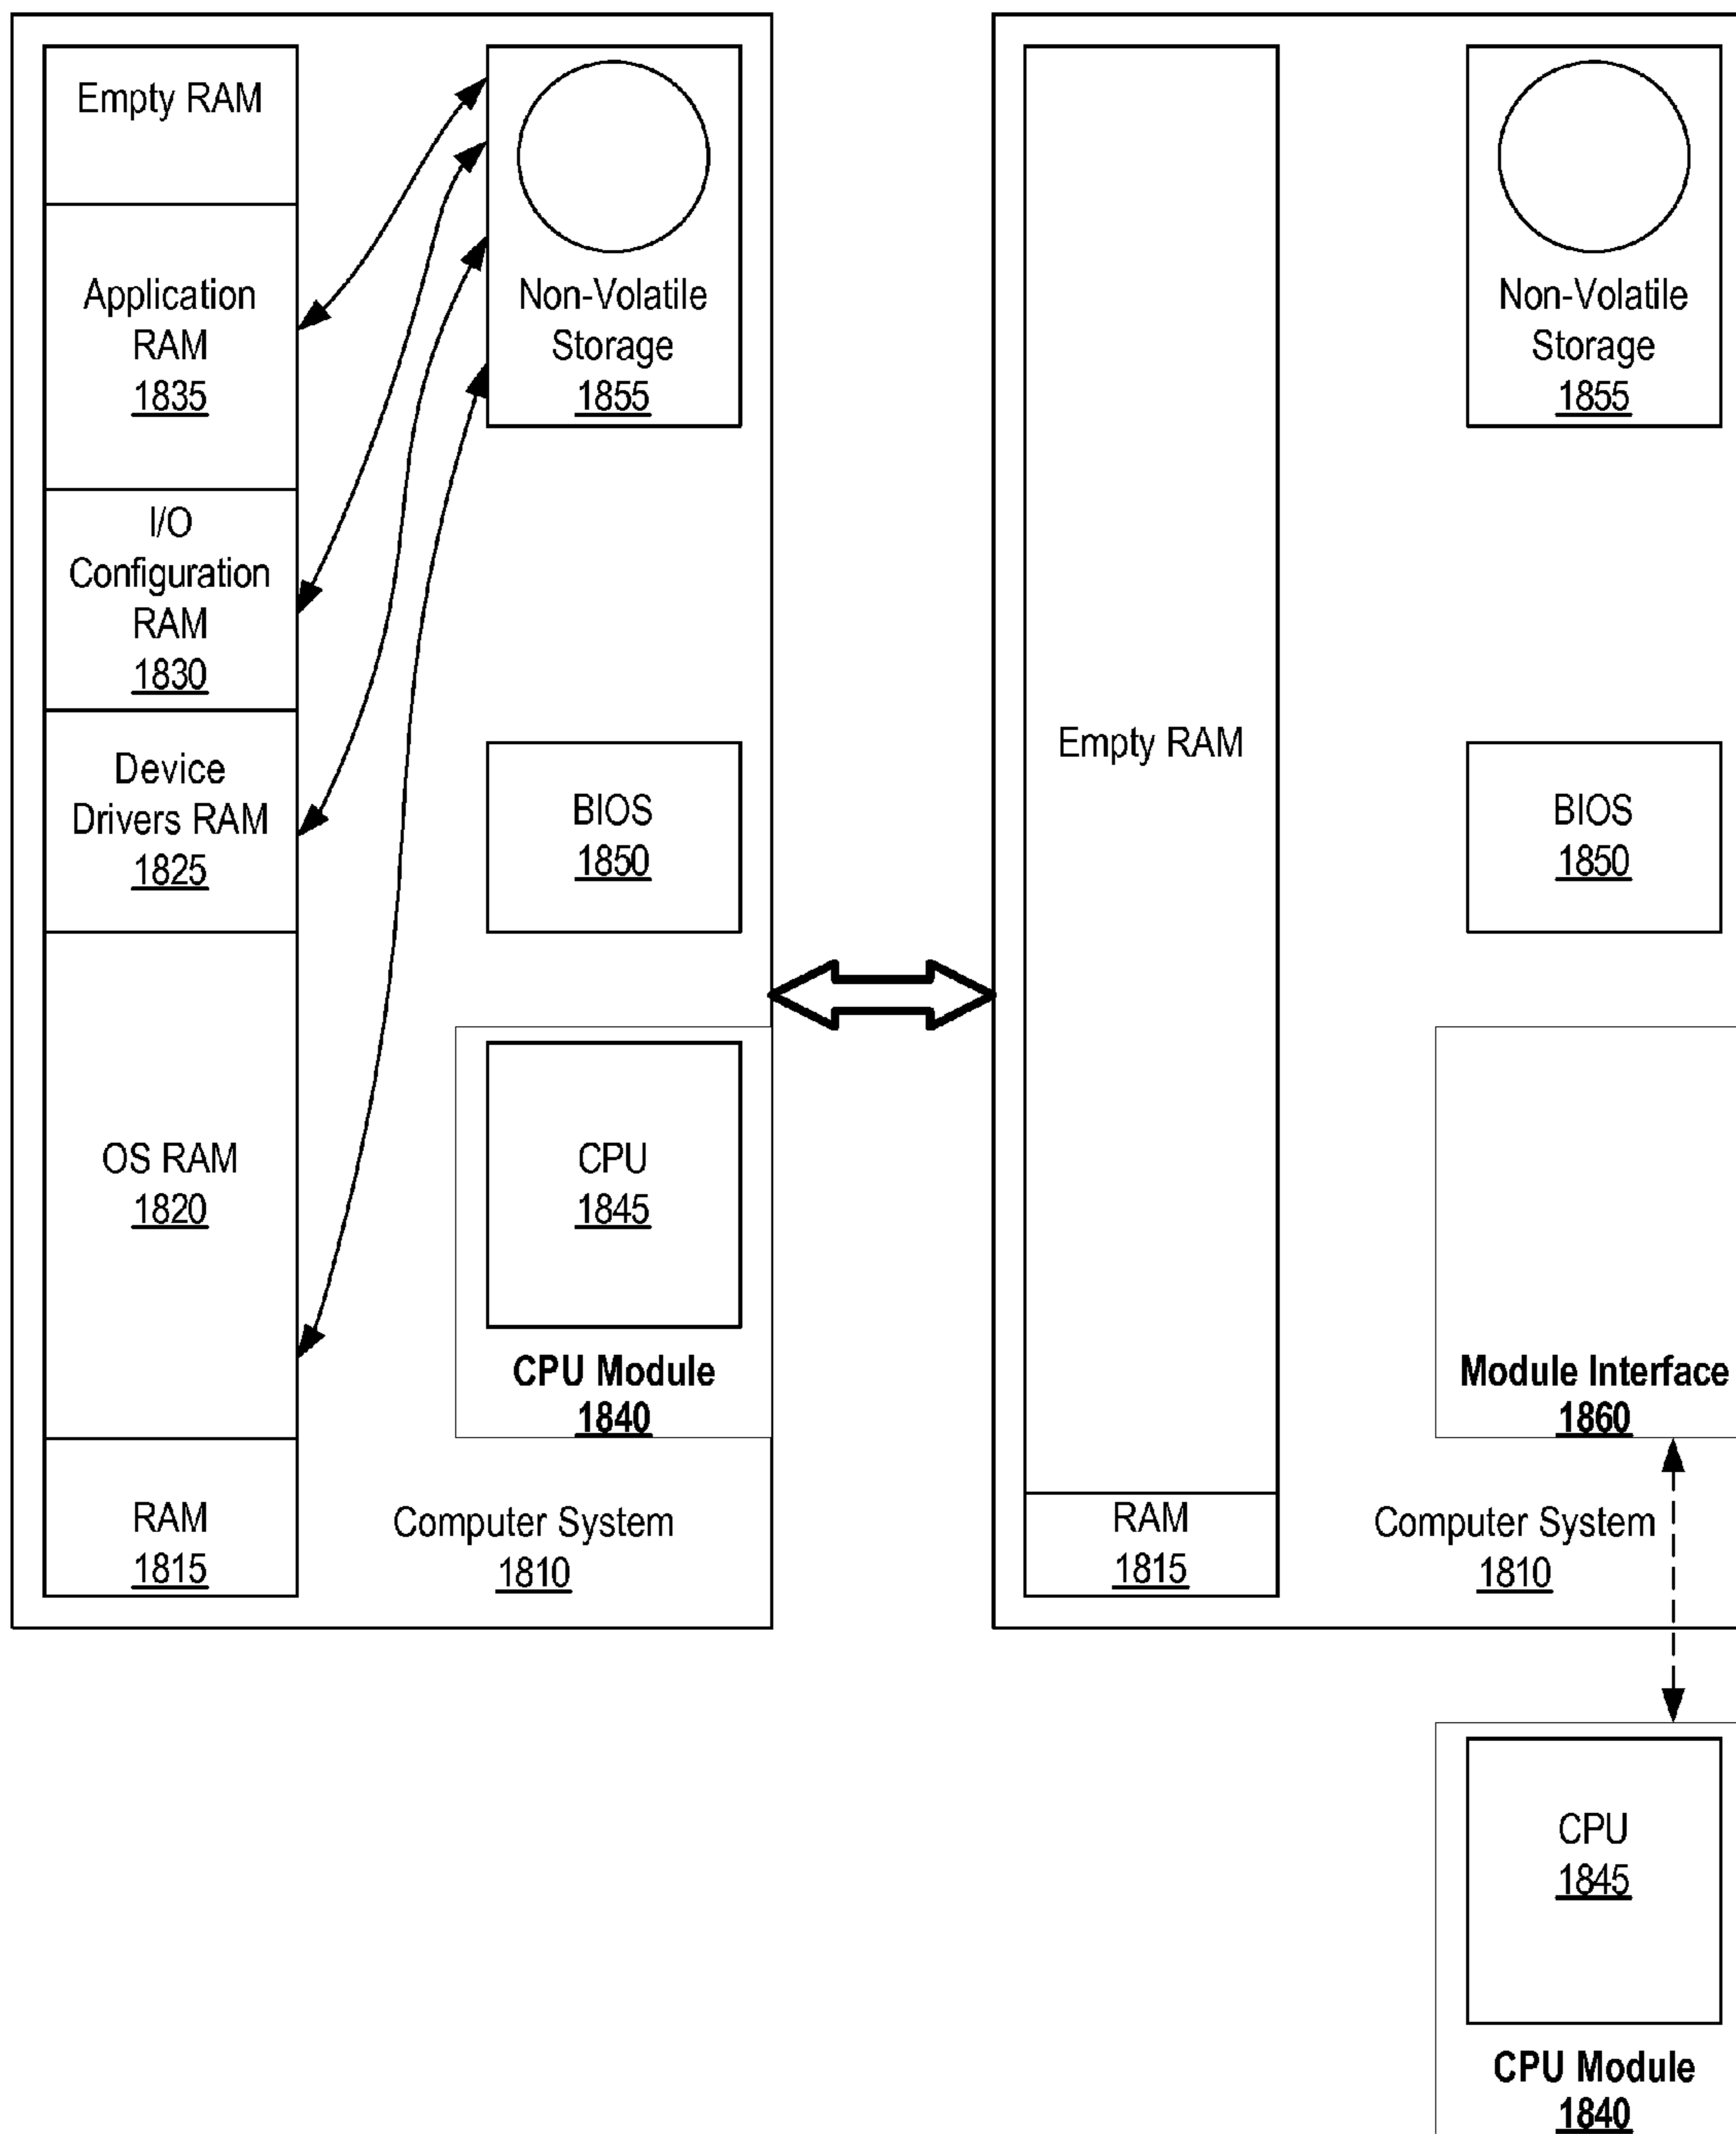 Empty RAM
Application
RAM
1835
I/O
Configuration
RAM
1830
Device
Drivers RAM
1825
OS RAM
1820
RAM
1815
Non-Volatile
Storage
1855
BIOS
1850
CPU
1845
CPU Module
1840
Computer System
1810
Empty RAM
RAM
1815
Non-Volatile
Storage
1855
BIOS
1850
Module Interface
1860
Computer System
1810
CPU
1845
CPU Module
1840